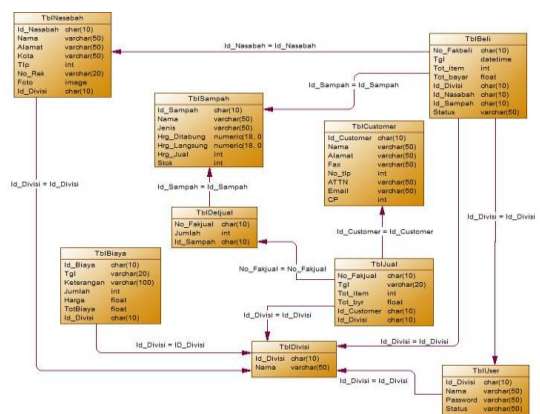 TblNasabah
Id_Nasabah char(10)
Nama varchar(50)
Alamat varchar(50)
Kota varchar(50)
Tlp int
No_Rek varchar(20)
Foto image
Id_Divisi char(10)
TblBeli
No_Fakbeli char(10)
Tgl datetime
Tot_item int
Tot_bayar float
Id_Divisi char(10)
Id_Nasabah char(10)
Id_Sampah char(10)
Status varchar(50)
Id_Nasabah = Id_Nasabah
Id_Sampah = Id_Sampah
TblSampah
Id_Sampah char(10)
Nama varchar(50)
Jenis varchar(50)
Hrg_Ditabung numeric(18, 0
Hrg_Langsung numeric(18, 0
Hrg_Jual int
Stok int
TblCustomer
Id_Customer char(10)
Nama varchar(50)
Alamat varchar(50)
Fax varchar(50)
No_tlp int
ATTN varchar(50)
Email varchar(50)
CP int
Id_Divisi = Id_Divisi
Id_Sampah = Id_Sampah
TblDetjual
No_Fakjual char(10)
Jumlah int
Id_Sampah char(10)
Id_Divisi = Id_Divisi
Id_Customer = Id_Customer
TblBiaya
Id_Biaya char(10)
Tgl varchar(20)
Keterangan varchar(100)
Jumlah int
Harga float
TotBiaya float
Id_Divisi char(10)
No_Fakjual = No_Fakjual
TblJual
No_Fakjual char(10)
Tgl varchar(20)
Tot_item int
Tot_byr float
Id_Customer char(10)
Id_Divisi char(10)
Id_Divisi = Id_Divisi
Id_Divisi = ID_Divisi
Id_Divisi = Id_Divisi
TblDivisi
Id_Divisi char(10)
Nama varchar(50)
Id_Divisi = Id_Divisi
TblUser
Id_Divisi char(10)
Nama varchar(50)
Password varchar(50)
Status varchar(50)